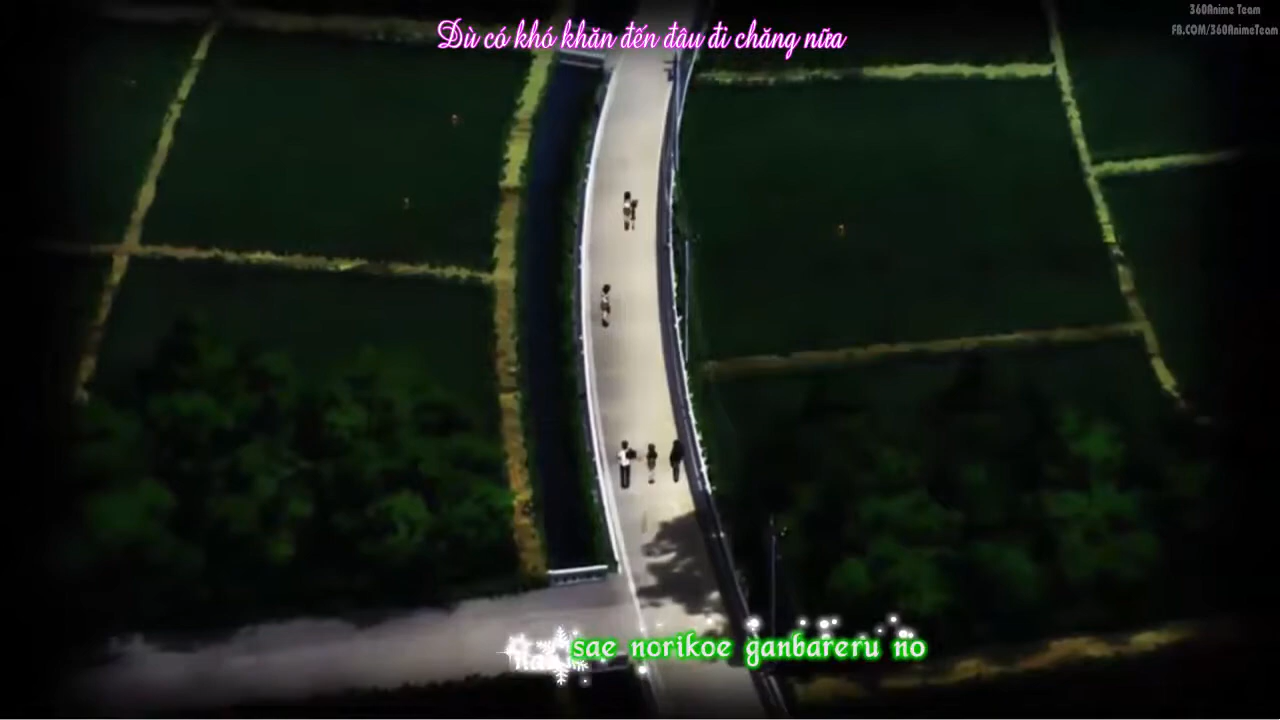 360Anime Team
FB.COM/360AnimeTeam
Dù có khó khăn đến đâu đi chăng nữa
sae norikoe ganbareru no